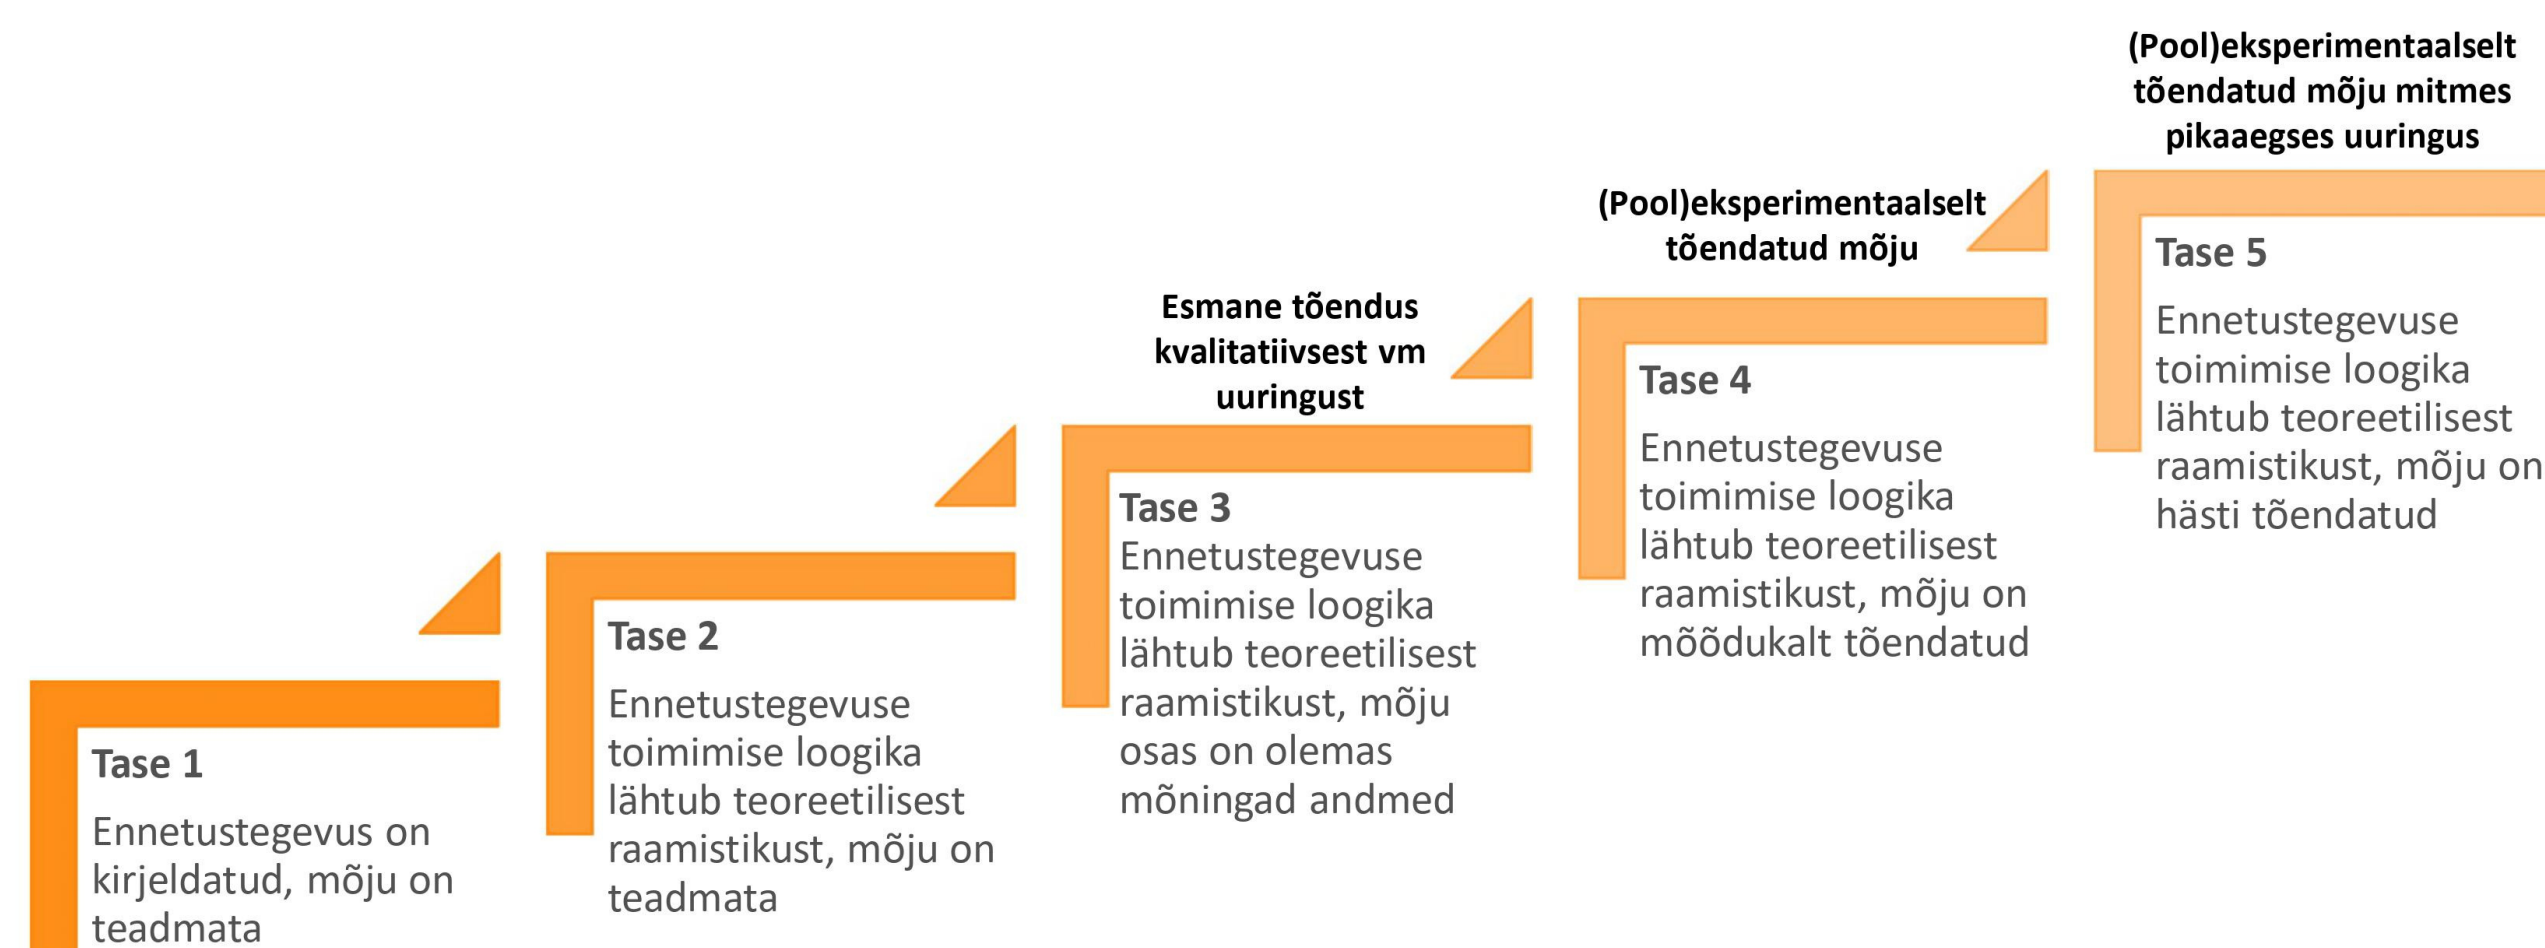 Tase 1
Ennetustegevus on
kirjeldatud, mõju on
teadmata
Tase 2
Ennetustegevuse
toimimise loogika
lähtub teoreetilisest
raamistikust, mõju on
teadmata
Esmane tõendus
kvalitatiivsest vm
uuringust
Tase 3
Ennetustegevuse
toimimise loogika
lähtub teoreetilisest
raamistikust, mõju
osas on olemas
mõningad andmed
(Pool)eksperimentaalselt
tõendatud mõju
Tase 4
Ennetustegevuse
toimimise loogika
lähtub teoreetilisest
raamistikust, mõju on
mõõdukalt tõendatud
(Pool)eksperimentaalselt
tõendatud mõju mitmes
pikaaegses uuringus
Tase 5
Ennetustegevuse
toimimise loogika
lähtub teoreetilisest
raamistikust, mõju on
hästi tõendatud